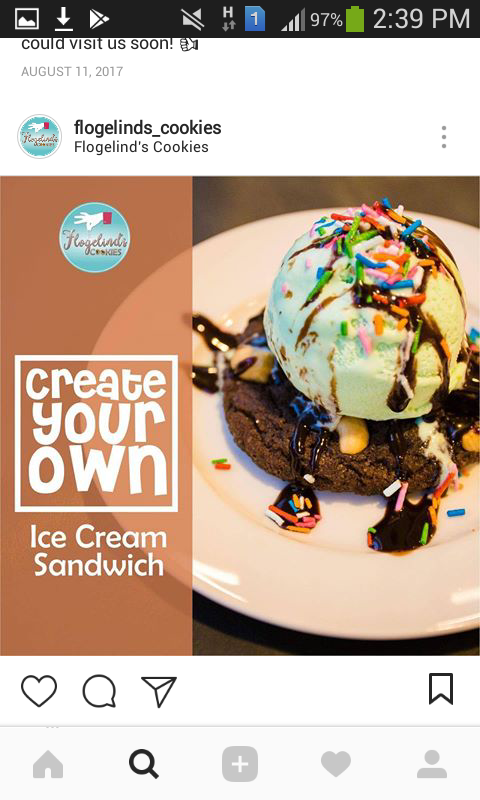 H 1 97% 2:39 PM
could visit us soon!
AUGUST 11, 2017
flogelinds_cookies
Flogelind's Cookies
Flogelind's
COOKIES
create
your
own
Ice Cream
Sandwich